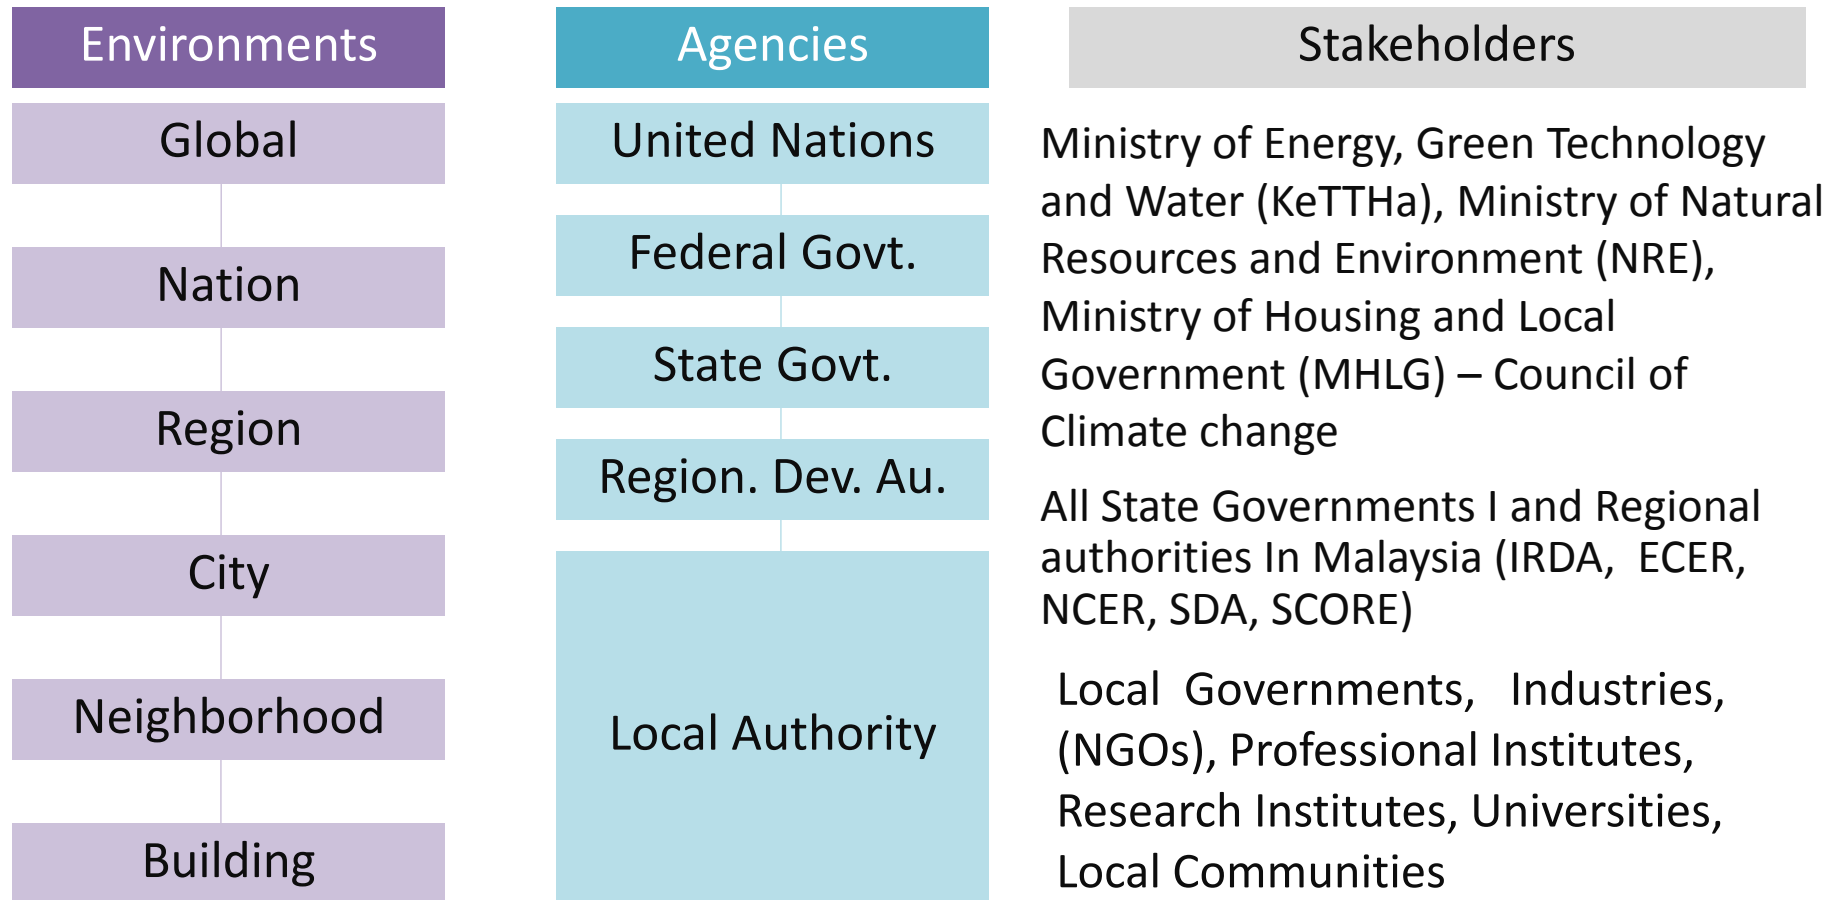 Environments
Global
Nation
Region
City
Neighborhood
Building
Agencies
United Nations
Federal Govt.
State Govt.
Region. Dev. Au.
Local Authority
Stakeholders
Ministry of Energy, Green Technology
and Water (KeTTHa), Ministry of Natural
Resources and Environment (NRE),
Ministry of Housing and Local
Government (MHLG) – Council of
Climate change
All State Governments I and Regional
authorities In Malaysia (IRDA, ECER,
NCER, SDA, SCORE)
Local Governments, Industries,
(NGOs), Professional Institutes,
Research Institutes, Universities,
Local Communities